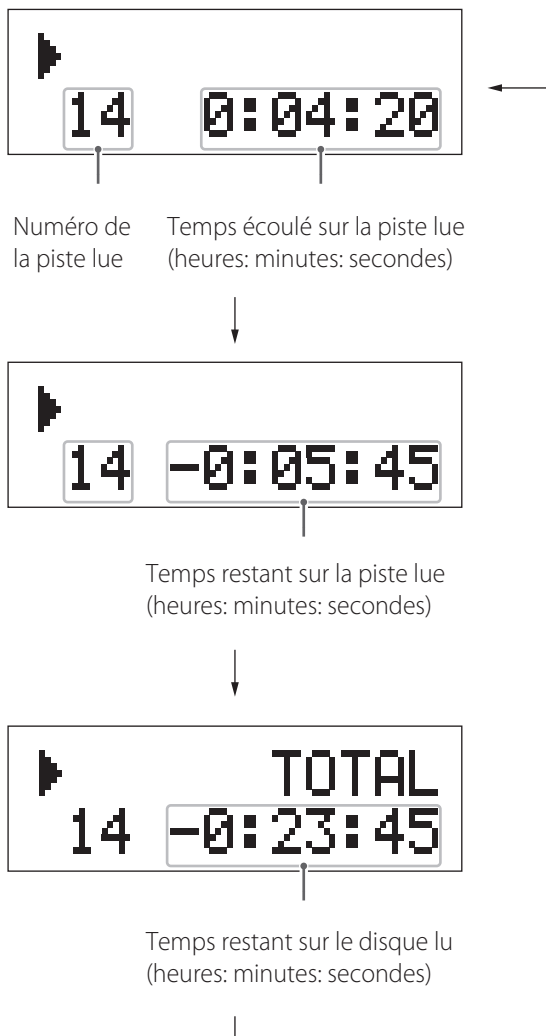 14 0:04:20
Numéro de
la piste lue
Temps écoulé sur la piste lue
(heures: minutes: secondes)
14 -0:05:45
Temps restant sur la piste lue
(heures: minutes: secondes)
TOTAL
14 -0:23:45
Temps restant sur le disque lu
(heures: minutes: secondes)